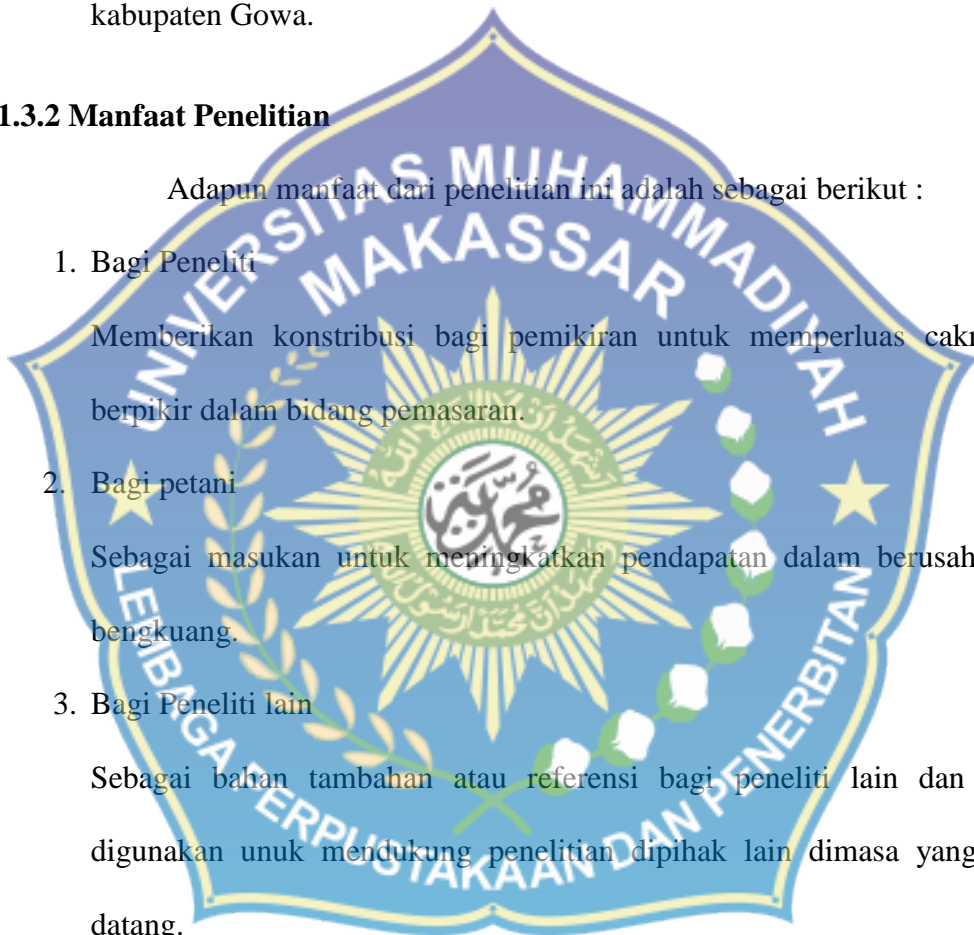 kabupaten Gowa.
1.3.2 Manfaat Penelitian
Adapun manfaat dari penelitian ini adalah sebagai berikut :
1. Bagi Peneliti
Memberikan konstribusi bagi pemikiran untuk memperluas
berpikir dalam bidang pemasaran.
2. Bagi petani
Sebagai masukan untuk meningkatkan pendapatan dalam
bengkuang.
3. Bagi Peneliti lain
Sebagai bahan tambahan atau referensi bagi peneliti lain dan
digunakan unuk mendukung penelitian dipihak lain dimasa yang
datang.
UNIVERSITAS MUHAMMADIYAH
MAKASSAR
LEMBAGA PERPUSTAKAAN DAN PENERBITAN